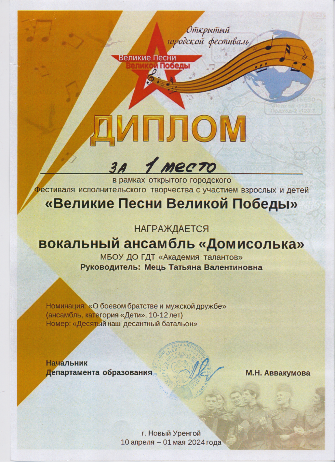 Открытый
городской фестиваль
Великие Песни
Великой Победы
ДИПЛОМ
за 1 место
в рамках открытого городского
Фестиваля исполнительского творчества с участием взрослых и детей
«Великие Песни Великой Победы»
НАГРАЖДАЕТСЯ
вокальный ансамбль «Домисолька»
МБОУ ДО ГДТ «Академия талантов»
Руководитель: Мець Татьяна Валентиновна
Номинация: «О боевом братстве и мужской дружбе»
(ансамбль, категория «Дети». 10-12 лет)
Номер: «Десятый наш десантный батальон»
Начальник
Департамента образования
М.Н. Аввакумова
г. Новый Уренгой
10 апреля – 01 мая 2024 года